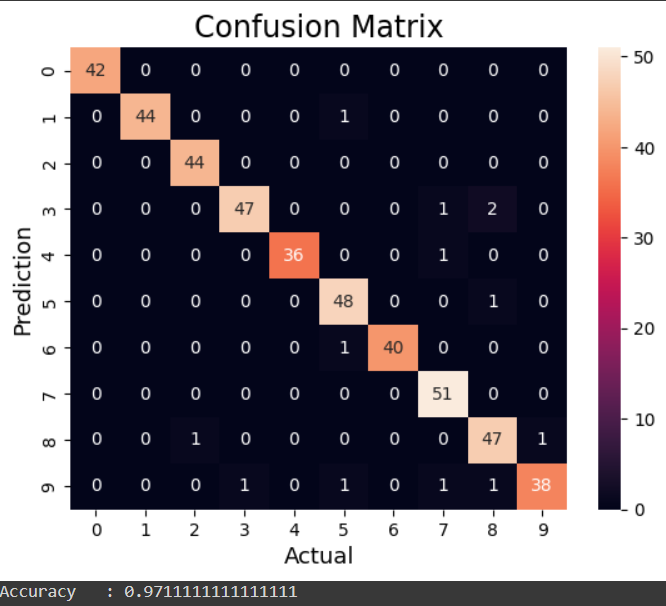 Confusion Matrix
0 42 0 0 0 0 0 0 0 0 0
1 0 44 0 0 0 1 0 0 0 0
2 0 0 44 0 0 0 0 0 0 0
3 0 0 0 47 0 0 0 1 2 0
4 0 0 0 0 36 0 0 1 0 0
5 0 0 0 0 0 48 0 0 1 0
6 0 0 0 0 0 1 40 0 0 0
7 0 0 0 0 0 0 0 51 0 0
8 0 0 1 0 0 0 0 0 47 1
9 0 0 0 1 0 1 0 1 1 38
0 1 2 3 4 5 6 7 8 9
Prediction
Actual
50
40
30
20
10
0
Accuracy : 0.9711111111111111